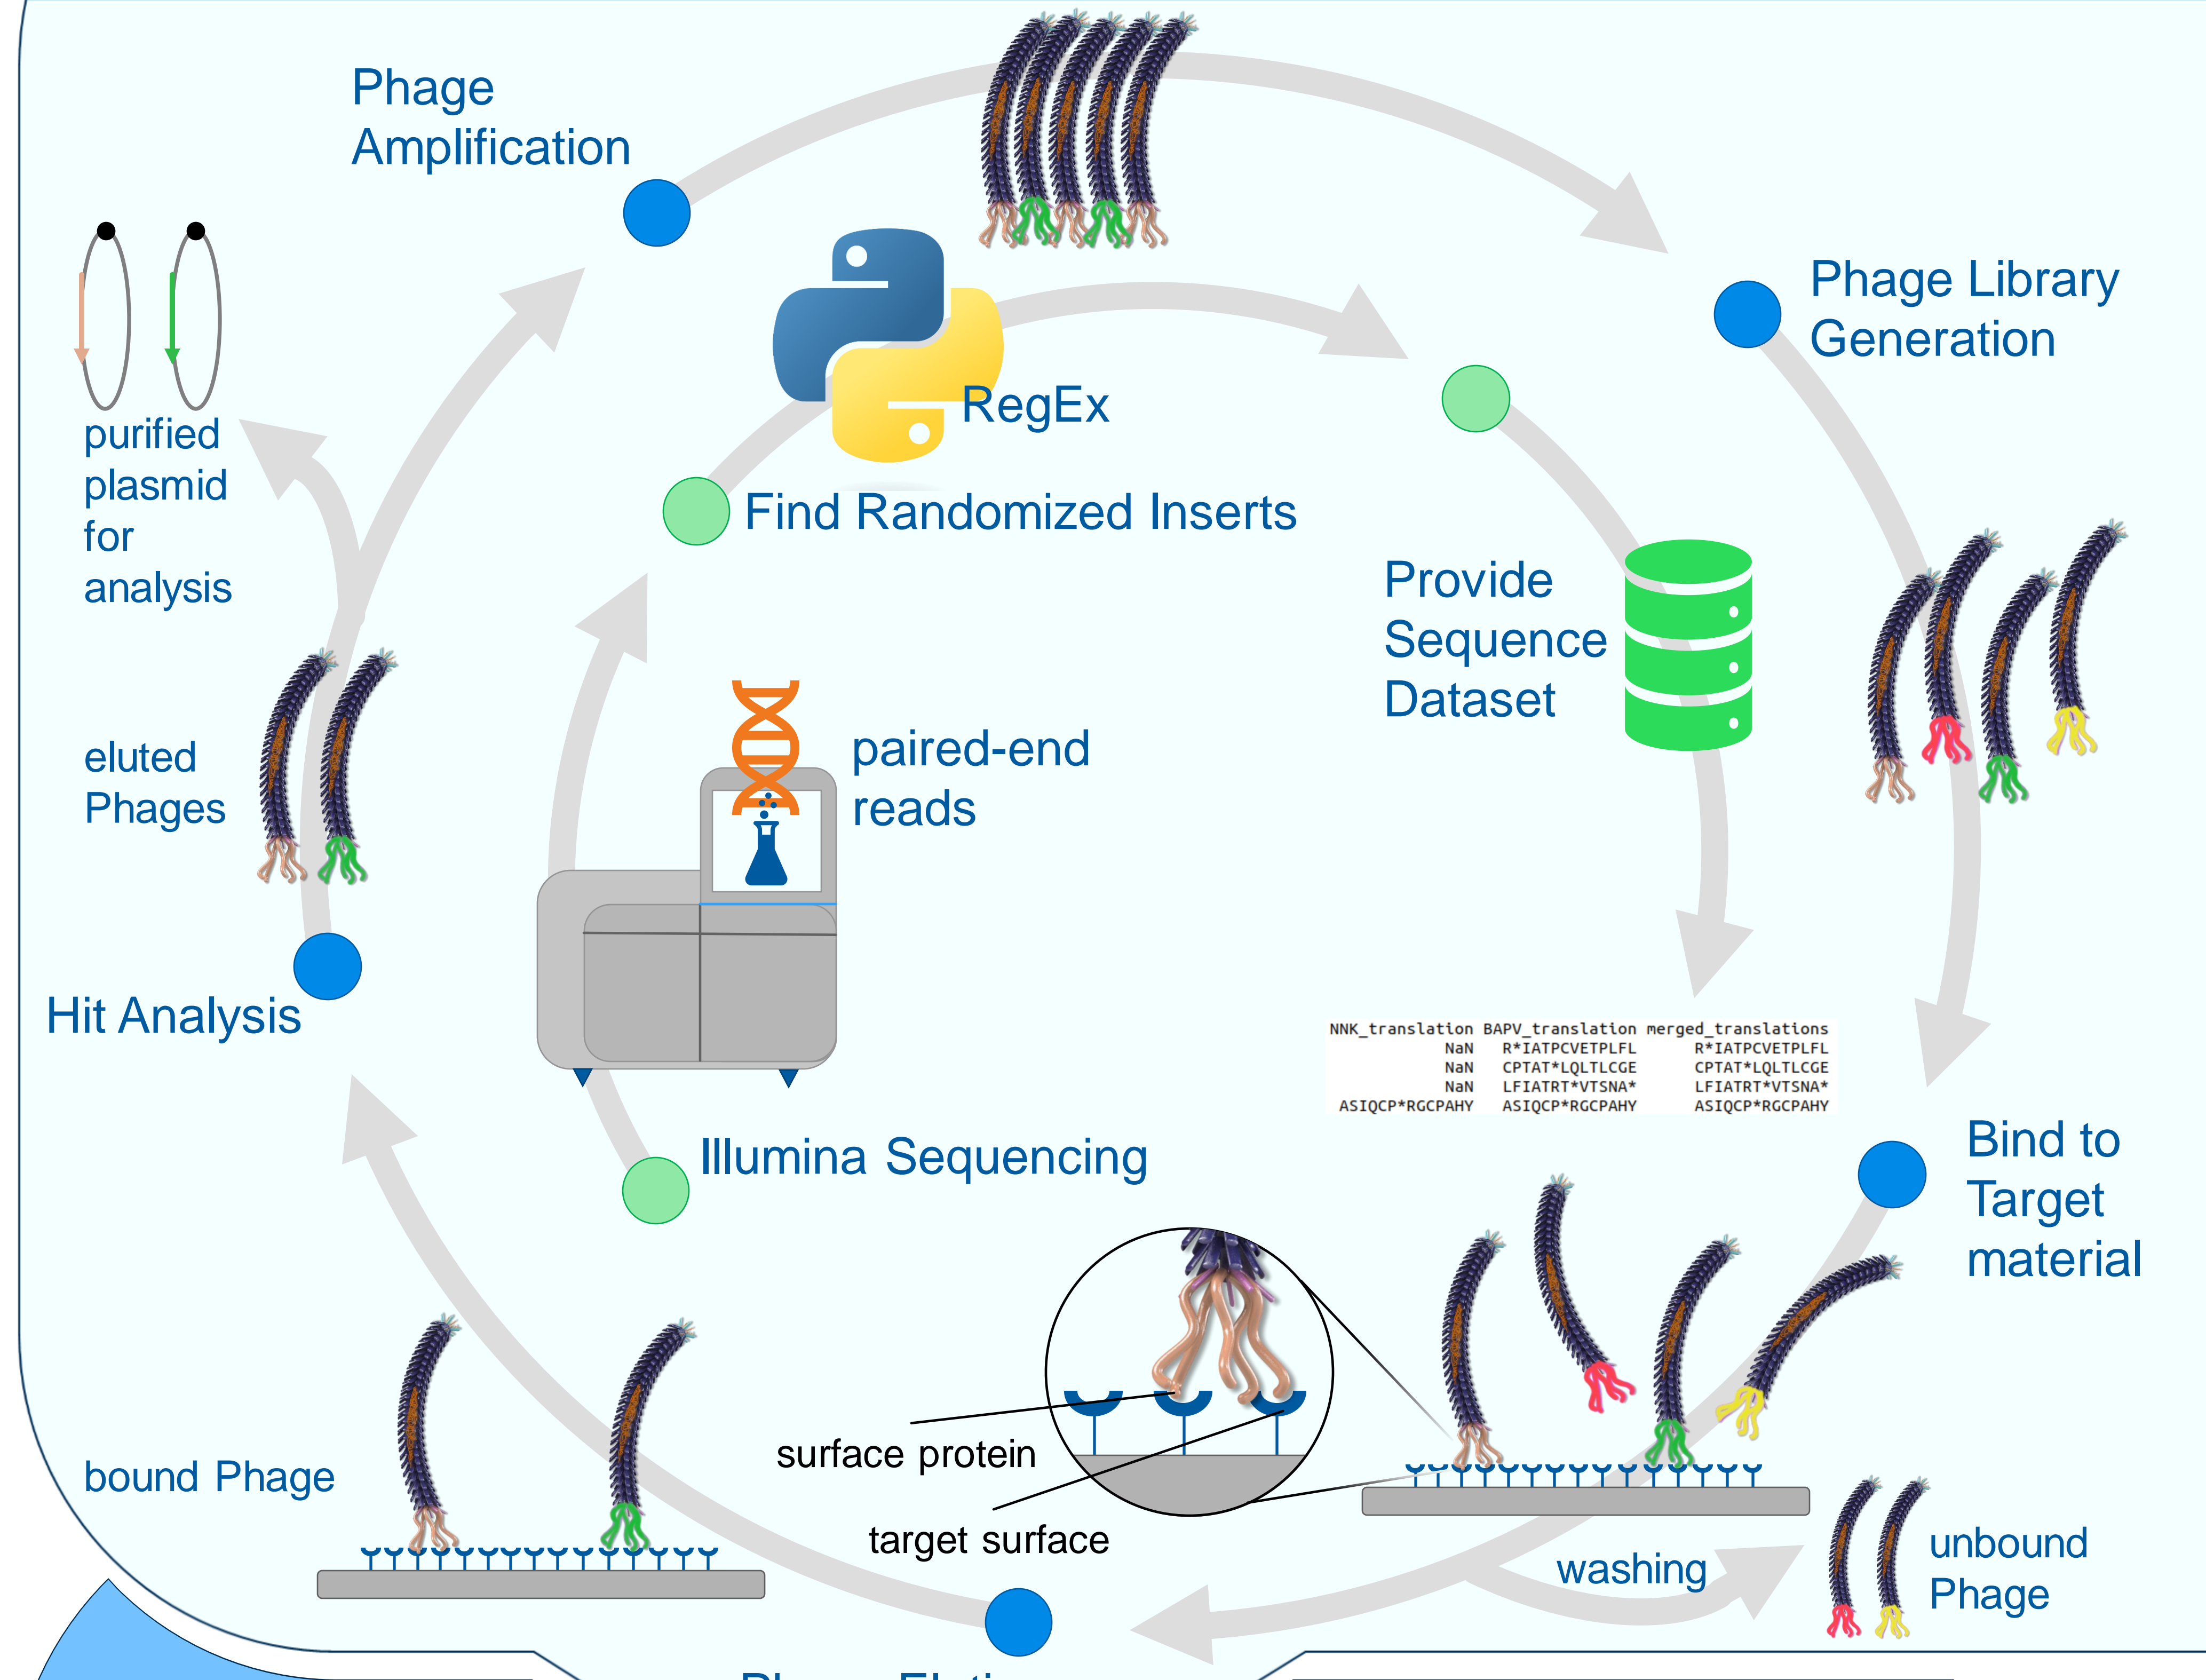 Phage
Amplification
Phage Library
Generation
RegEx
Find Randomized Inserts
purified
plasmid
for
analysis
Provide
Sequence
Dataset
paired-end
reads
eluted
Phages
Hit Analysis
NNK_translation BAPV_translation merged_translations
NaN R*IATPCVETPLFL R*IATPCVETPLFL
NaN CPTAT*LQLTLCGE CPTAT*LQLTLCGE
NaN LFIATRT*VTSNA* LFIATRT*VTSNA*
ASIQCP*RGCPAHY ASIQCP*RGCPAHY ASIQCP*RGCPAHY
Illumina Sequencing
Bind to
Target
material
surface protein
target surface
bound Phage
washing
unbound
Phage